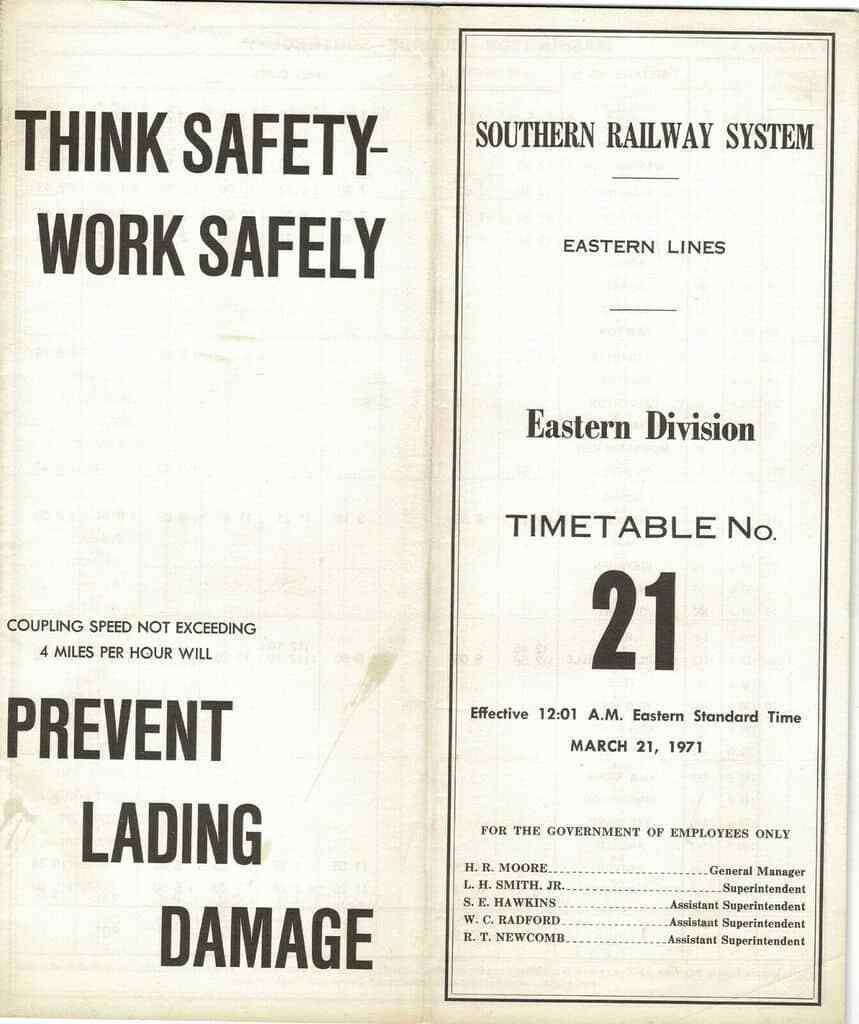 THINK SAFETY-
WORK SAFELY
COUPLING SPEED NOT EXCEEDING
4 MILES PER HOUR WILL
PREVENT
LADING
DAMAGE
SOUTHERN RAILWAY SYSTEM
EASTERN LINES
Eastern Division
TIMETABLE No.
21
Effective 12:01 A.M. Eastern Standard Time
MARCH 21, 1971
FOR THE GOVERNMENT OF EMPLOYEES ONLY
H. R. MOORE General Manager
L. H. SMITH, JR. Superintendent
S. E. HAWKINS Assistant Superintendent
W. C. RADFORD Assistant Superintendent
R. T. NEWCOMB Assistant Superintendent